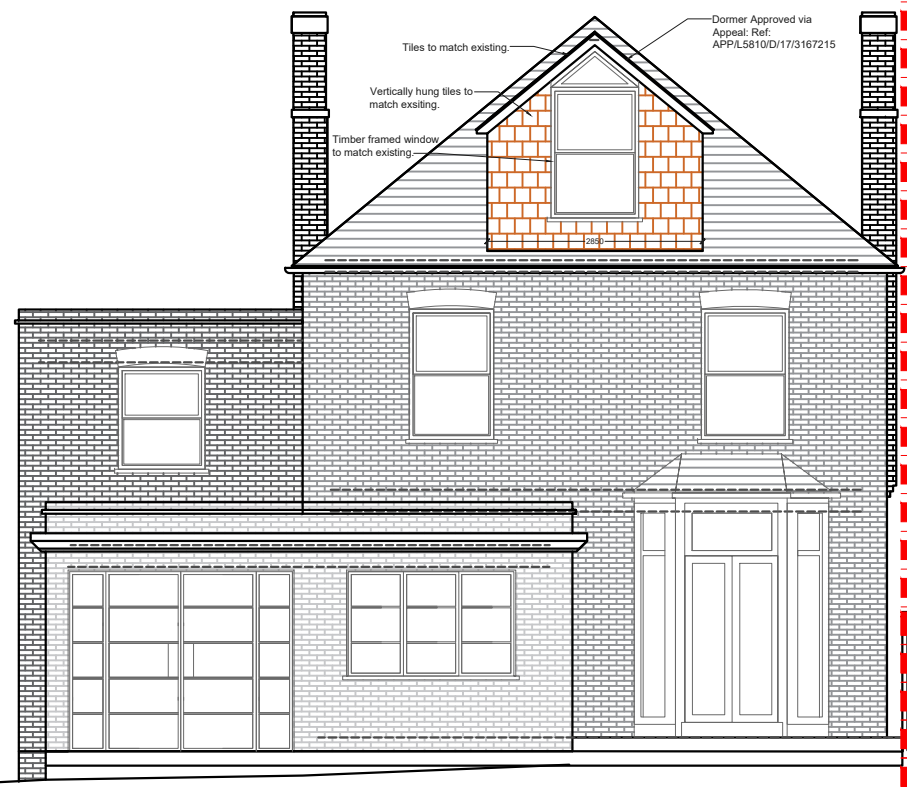 Dormer Approved via
Appeal: Ref:
APP/L5810/D/17/3167215
Tiles to match existing.
Vertically hung tiles to
match exsiting.
Timber framed window
to match existing.
2850